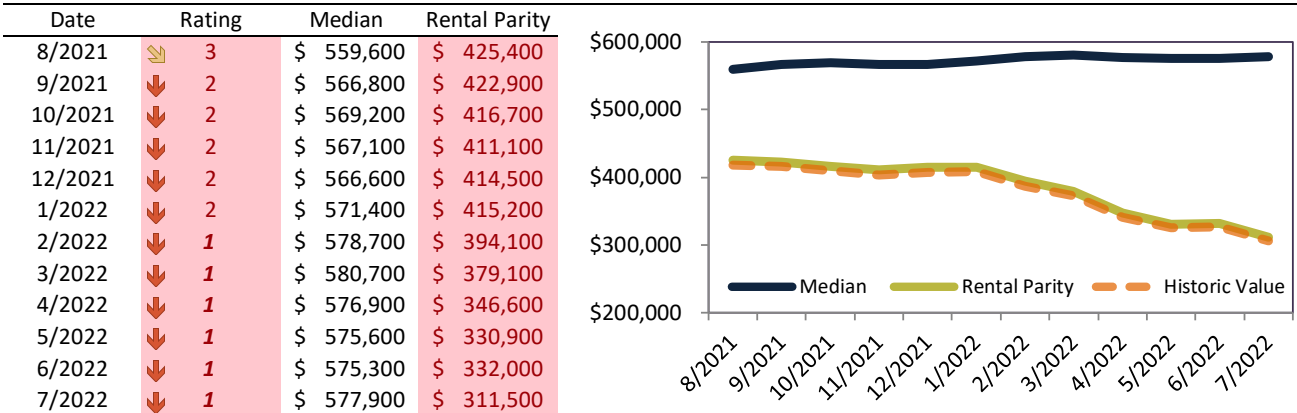 Date Rating Median Rental Parity
8/2021 3 $ 559,600 $ 425,400
9/2021 2 $ 566,800 $ 422,900
10/2021 2 $ 569,200 $ 416,700
11/2021 2 $ 567,100 $ 411,100
12/2021 2 $ 566,600 $ 414,500
1/2022 2 $ 571,400 $ 415,200
2/2022 1 $ 578,700 $ 394,100
3/2022 1 $ 580,700 $ 379,100
4/2022 1 $ 576,900 $ 346,600
5/2022 1 $ 575,600 $ 330,900
6/2022 1 $ 575,300 $ 332,000
7/2022 1 $ 577,900 $ 311,500
$600,000
$500,000
$400,000
$300,000
$200,000
Median Rental Parity Historic Value
8/2021 9/2021 10/2021 11/2021 12/2021 1/2022 2/2022 3/2022 4/2022 5/2022 6/2022 7/2022